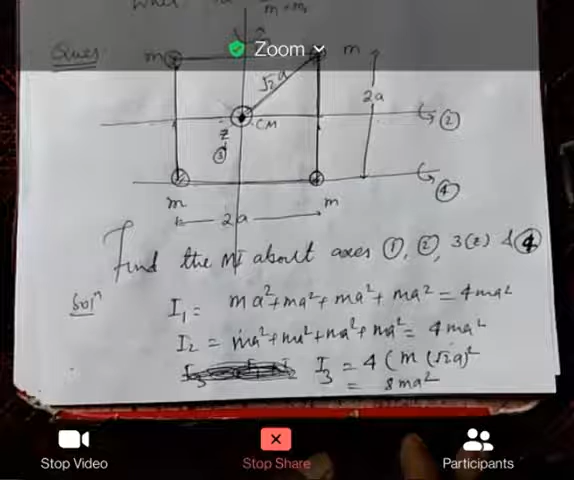 Zoom
Ques
m
m
√2a
2a
CM
②
z
③
④
m
m
2a
Find the MI about axes ①, ②, 3(z) & ④
Solⁿ
I₁ = ma²+ma²+ma²+ma² = 4ma²
I₂ = ma²+ma²+ma²+ma² = 4ma²
I₃ = 4(m(√2a)²
= 8ma²
Stop Video
Stop Share
Participants